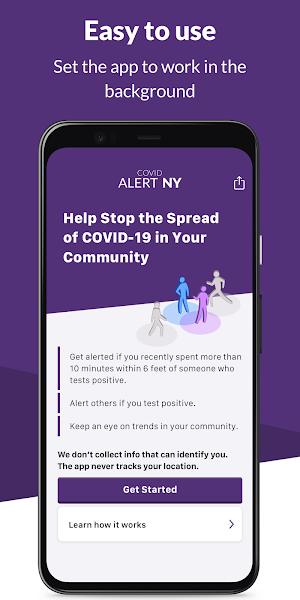 Easy to use
Set the app to work in the
background
COVID
ALERT NY
Help Stop the Spread
of COVID-19 in Your
Community
Get alerted if you recently spent more than
10 minutes within 6 feet of someone who
tests positive.
Alert others if you test positive.
Keep an eye on trends in your community.
We don't collect info that can identify you.
The app never tracks your location.
Get Started
Learn how it works